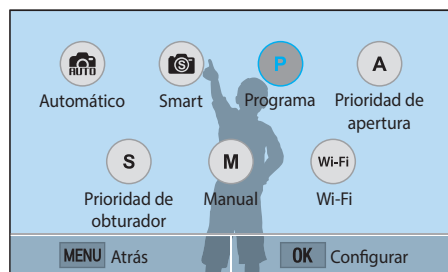 AUTO
S
P
A
Automático
Smart
Programa
Prioridad de
apertura
S
M
Wi-Fi
Prioridad de
obturador
Manual
Wi-Fi
MENU Atrás
OK Configurar